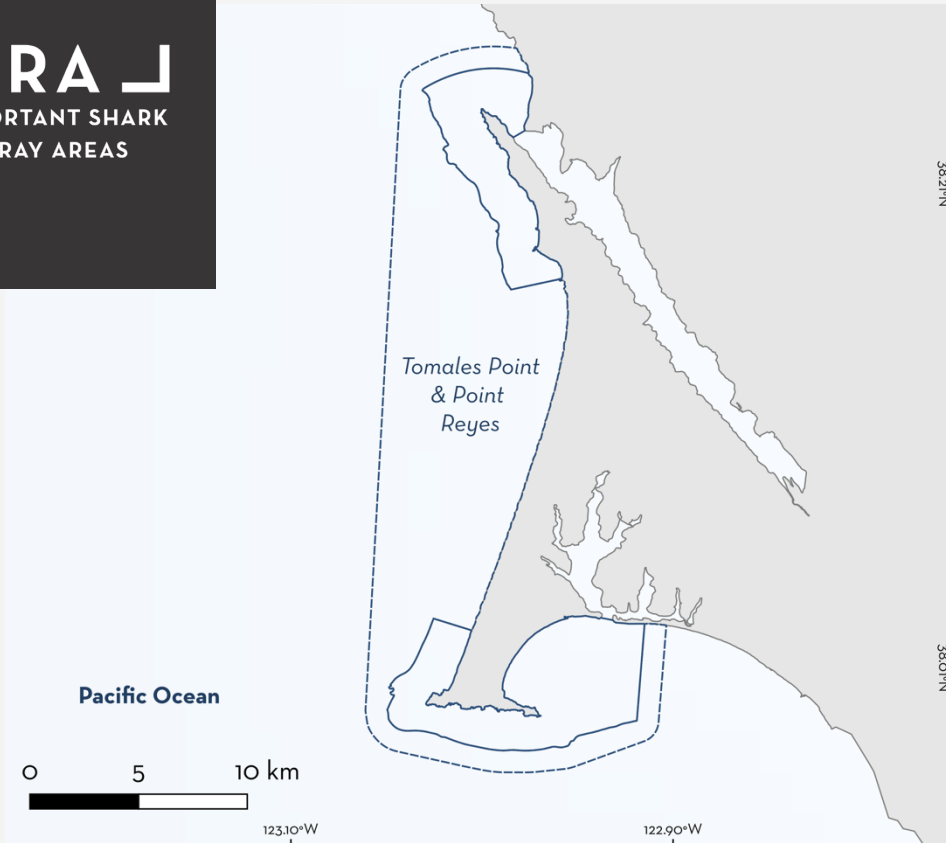 RA
ORTANT SHARK
RAY AREAS
38.21°N
Tomales Point
& Point
Reyes
38.01°N
Pacific Ocean
0 5 10 km
123.10°W 122.90°W